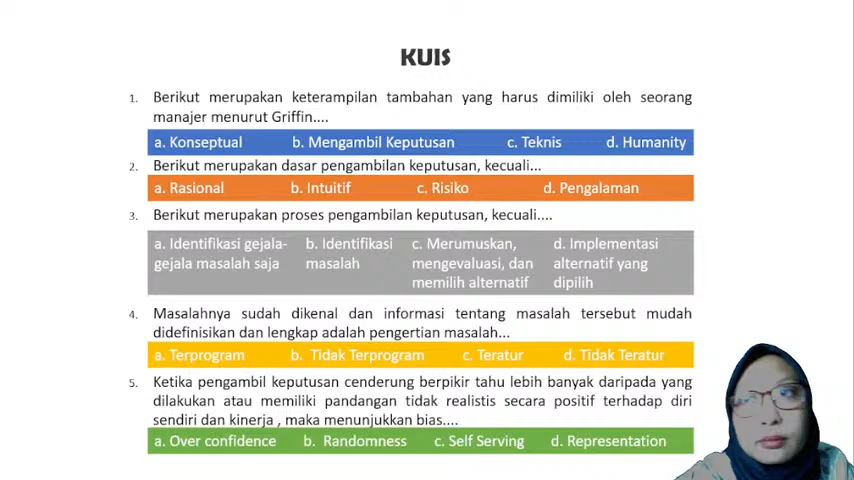 KUIS
1. Berikut merupakan keterampilan tambahan yang harus dimiliki oleh seorang
manajer menurut Griffin....
a. Konseptual b. Mengambil Keputusan c. Teknis d. Humanity
2. Berikut merupakan dasar pengambilan keputusan, kecuali...
a. Rasional b. Intuitif c. Risiko d. Pengalaman
3. Berikut merupakan proses pengambilan keputusan, kecuali....
a. Identifikasi gejala- b. Identifikasi c. Merumuskan, d. Implementasi
gejala masalah saja masalah mengevaluasi, dan alternatif yang
memilih alternatif dipilih
4. Masalahnya sudah dikenal dan informasi tentang masalah tersebut mudah
didefinisikan dan lengkap adalah pengertian masalah...
a. Terprogram b. Tidak Terprogram c. Teratur d. Tidak Teratur
5. Ketika pengambil keputusan cenderung berpikir tahu lebih banyak daripada yang
dilakukan atau memiliki pandangan tidak realistis secara positif terhadap diri
sendiri dan kinerja , maka menunjukkan bias....
a. Over confidence b. Randomness c. Self Serving d. Representation